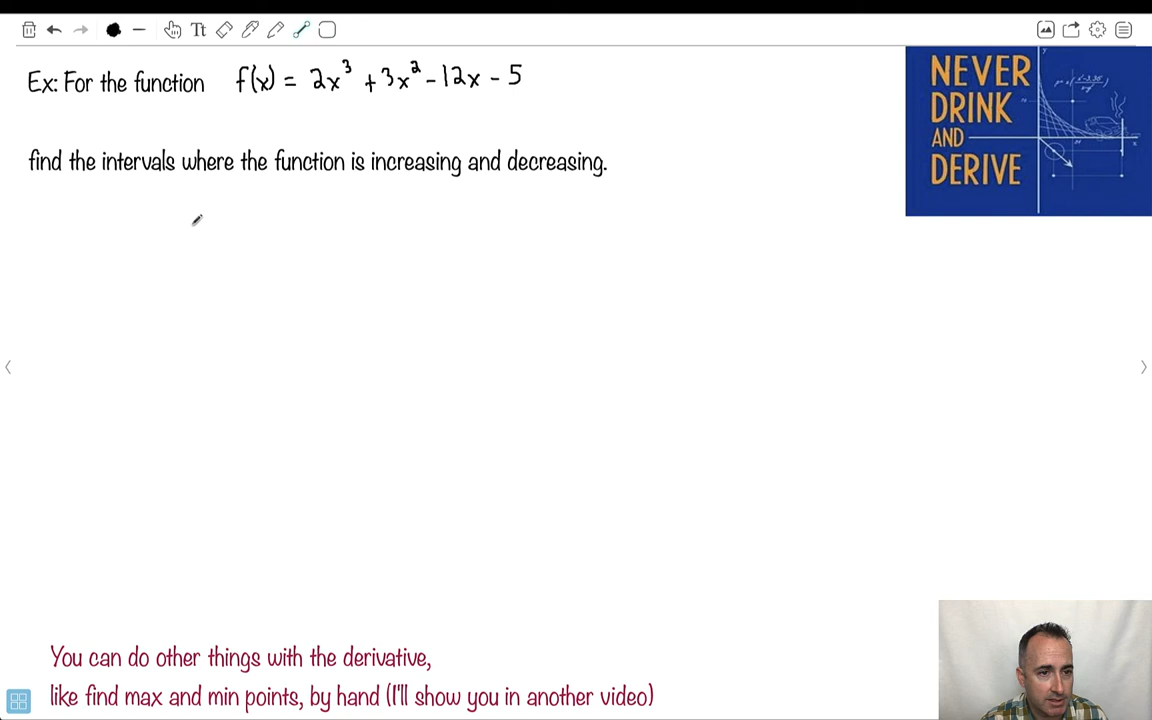 Tt
Ex: For the function f(x) = 2x³ + 3x² - 12x - 5
NEVER
DRINK
AND
DERIVE
find the intervals where the function is increasing and decreasing.
You can do other things with the derivative,
like find max and min points, by hand (I'll show you in another video)